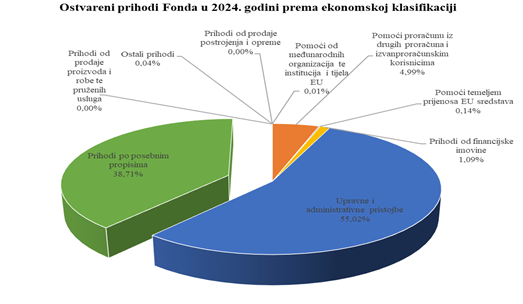 Ostvareni prihodi Fonda u 2024. godini prema ekonomskoj klasifikaciji
Prihodi od
prodaje
proizvoda i
robe te
pruženih
usluga
0,00%
Ostali prihodi
0,04%
Prihodi od prodaje
postrojenja i opreme
0,00%
Pomoći od
međunarodnih
organizacija te
institucija i tijela
EU
0,01%
Pomoći proračunu iz
drugih proračuna i
izvanproračunskim
korisnicima
4,99%
Pomoći temeljem
prijenosa EU sredstava
0,14%
Prihodi od financijske
imovine
1,09%
Prihodi po posebnim
propisima
38,71%
Upravne i
administrativne pristojbe
55,02%